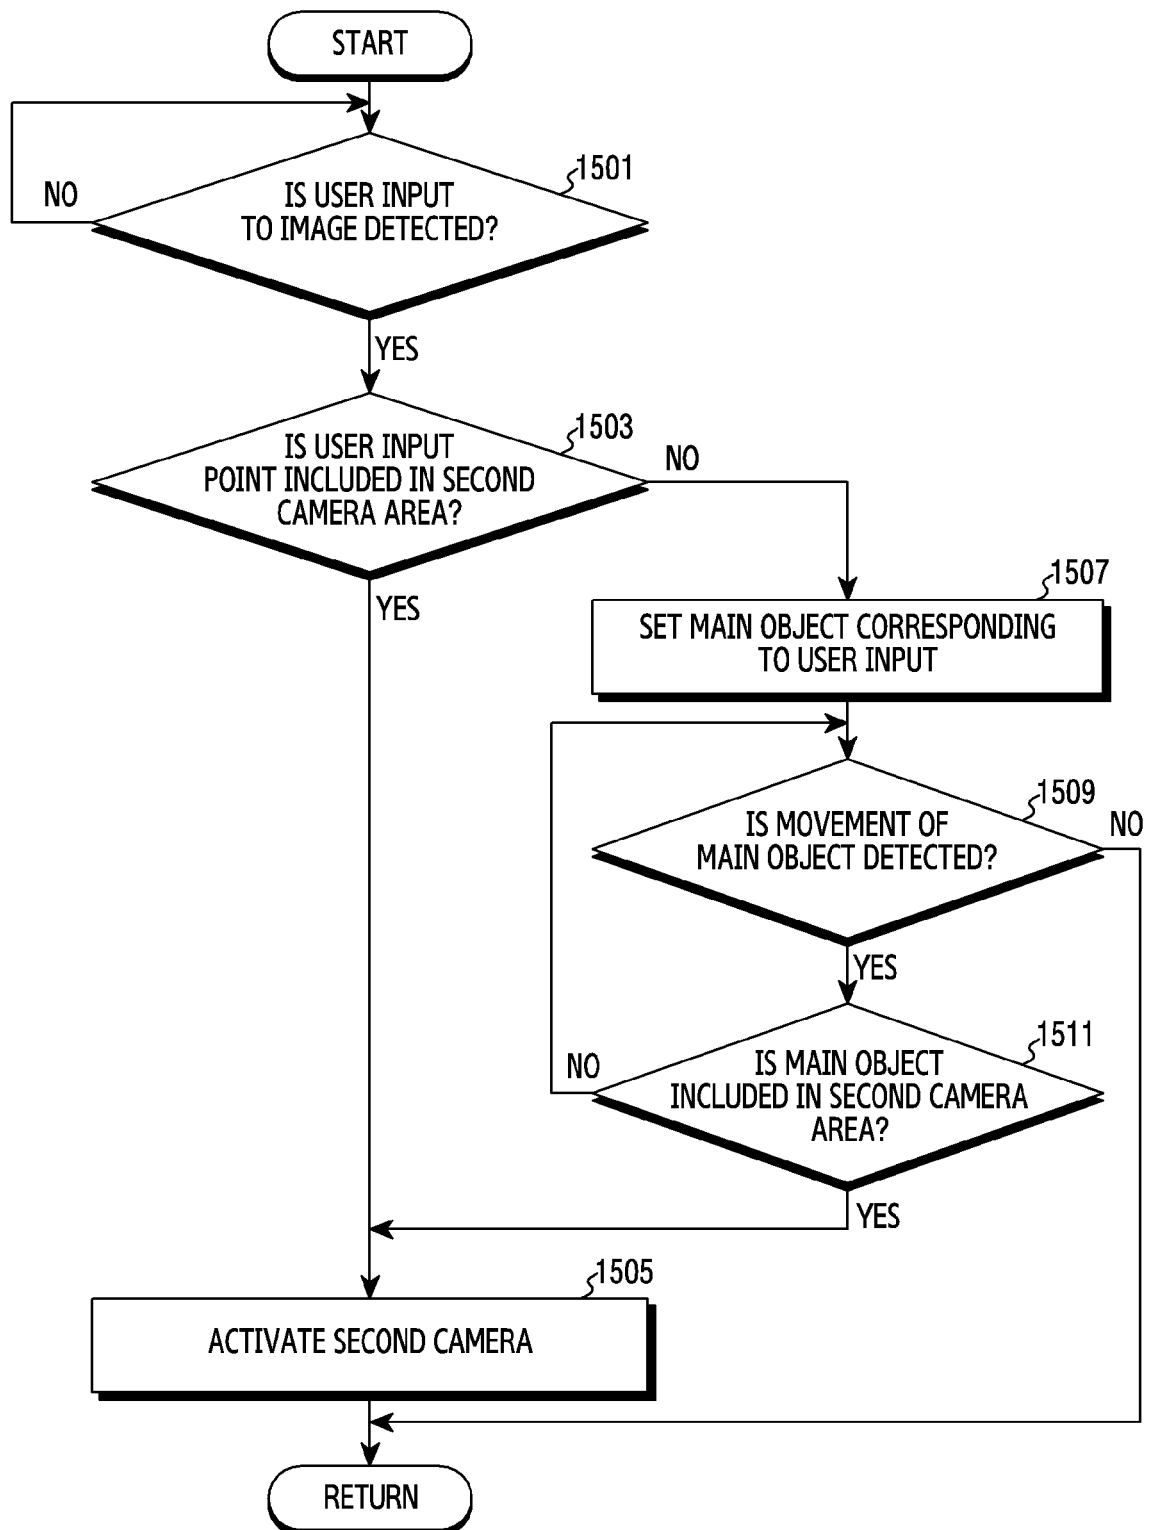 START
1501
NO
IS USER INPUT
TO IMAGE DETECTED?
YES
1503
IS USER INPUT
POINT INCLUDED IN SECOND
CAMERA AREA?
NO
YES
1507
SET MAIN OBJECT CORRESPONDING
TO USER INPUT
1509
IS MOVEMENT OF
MAIN OBJECT DETECTED?
NO
YES
1511
NO
IS MAIN OBJECT
INCLUDED IN SECOND CAMERA
AREA?
YES
1505
ACTIVATE SECOND CAMERA
RETURN